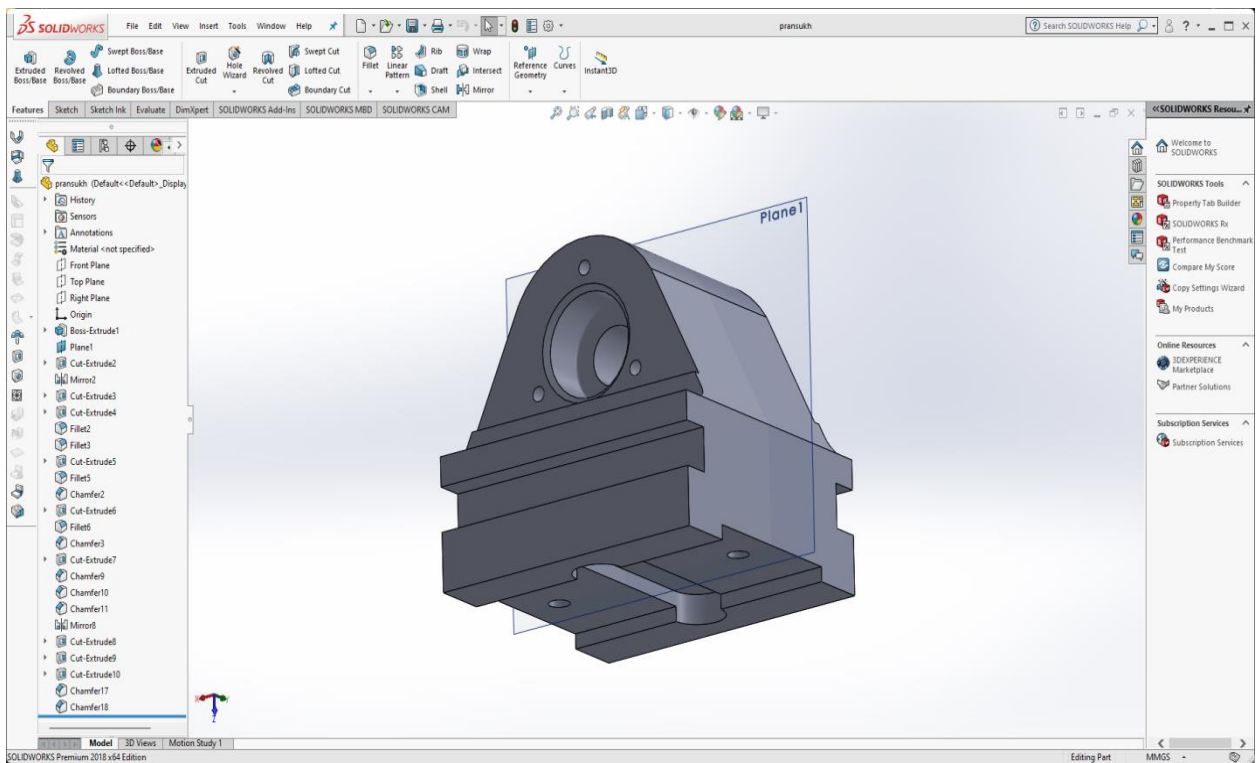 SOLIDWORKS File Edit View Insert Tools Window Help pransukh Search SOLIDWORKS Help
Extruded Boss/Base
Revolved Boss/Base
Swept Boss/Base
Lofted Boss/Base
Boundary Boss/Base
Extruded Cut
Hole Wizard
Revolved Cut
Swept Cut
Lofted Cut
Boundary Cut
Fillet
Linear Pattern
Rib
Draft
Shell
Wrap
Intersect
Mirror
Reference Geometry
Curves
Instant3D
Features Sketch Sketch Ink Evaluate DimXpert SOLIDWORKS Add-Ins SOLIDWORKS MBD SOLIDWORKS CAM
pransukh (Default<<Default>_Display
History
Sensors
Annotations
Material <not specified>
Front Plane
Top Plane
Right Plane
Origin
Boss-Extrude1
Plane1
Cut-Extrude2
Mirror2
Cut-Extrude3
Cut-Extrude4
Fillet2
Fillet3
Cut-Extrude5
Fillet5
Chamfer2
Cut-Extrude6
Fillet6
Chamfer3
Cut-Extrude7
Chamfer9
Chamfer10
Chamfer11
Mirror8
Cut-Extrude8
Cut-Extrude9
Cut-Extrude10
Chamfer17
Chamfer18
Plane1
SOLIDWORKS Resou...
Welcome to
SOLIDWORKS
SOLIDWORKS Tools
Property Tab Builder
SOLIDWORKS Rx
Performance Benchmark
Test
Compare My Score
Copy Settings Wizard
My Products
Online Resources
3DEXPERIENCE
Marketplace
Partner Solutions
Subscription Services
Subscription Services
Model 3D Views Motion Study 1
SOLIDWORKS Premium 2018 x64 Edition Editing Part MMGS